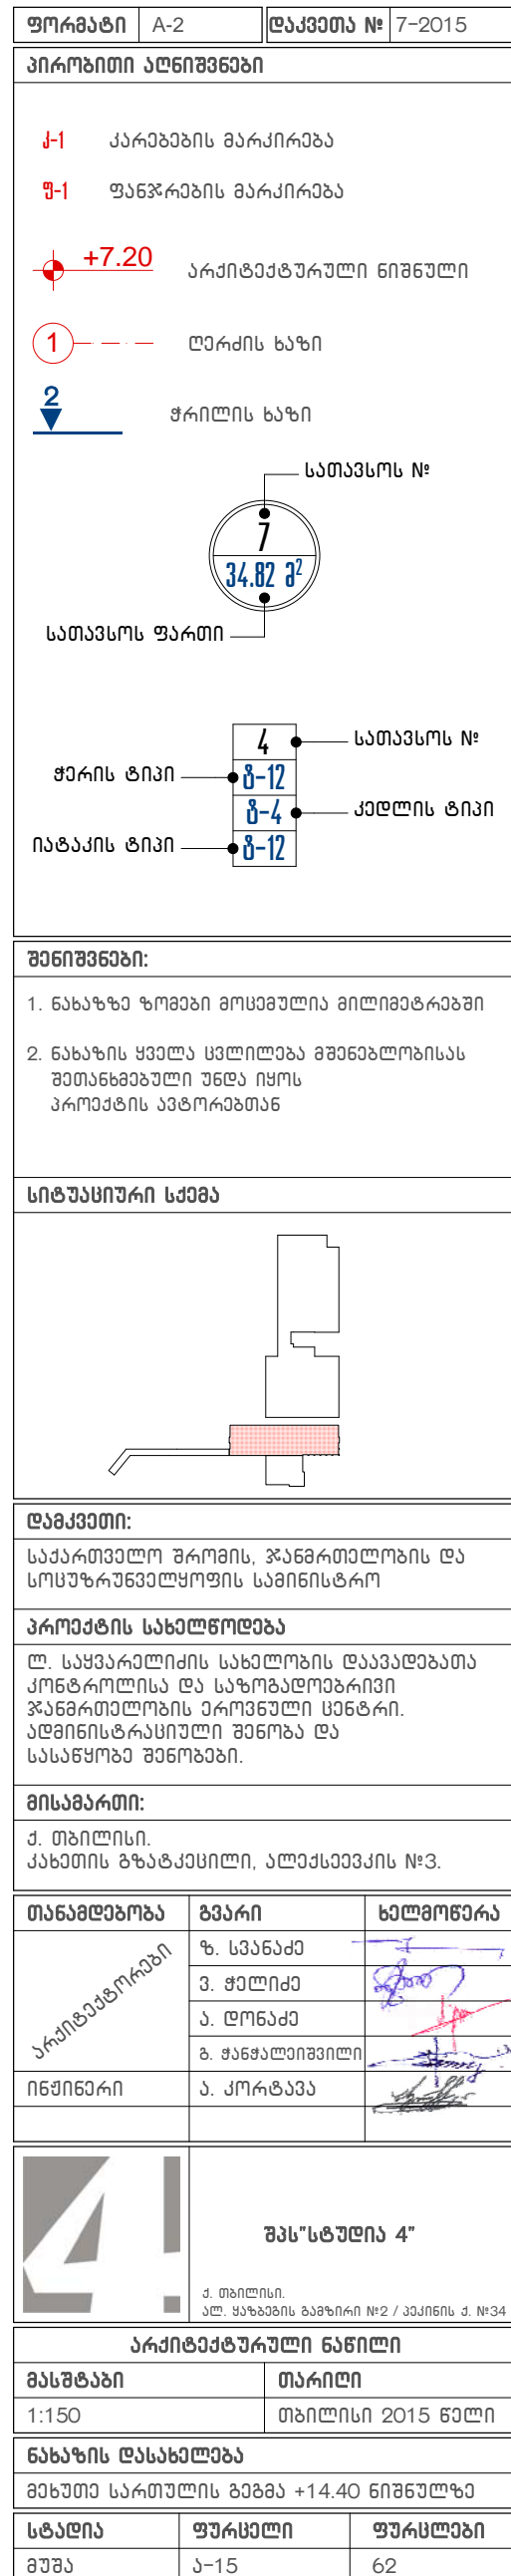 ფორმატი A-2 დაკვეთა № 7-2015
პირობითი აღნიშვნები
კ-1 კარებების მარკირება
ფ-1 ფანჯრების მარკირება
+7.20 არქიტექტურული ნიშნული
1 ღერძის ხაზი
2 ჭრილის ხაზი
სათავსოს №
7
34.82 მ²
სათავსოს ფართი
4 სათავსოს №
ჭერის ტიპი ტ-12
ტ-4 კედლის ტიპი
იატაკის ტიპი ტ-12
შენიშვნები:
1. ნახაზზე ზომები მოცემულია მილიმეტრებში
2. ნახაზის ყველა ცვლილება მშენებლობისას
შეთანხმებული უნდა იყოს
პროექტის ავტორებთან
სიტუაციური სქემა
დამკვეთი:
საქართველო შრომის, ჯანმრთელობის და
სოცუზრუნველყოფის სამინისტრო
პროექტის სახელწოდება
ლ. საყვარელიძის სახელობის დაავადებათა
კონტროლისა და საზოგადოებრივი
ჯანმრთელობის ეროვნული ცენტრი.
ადმინისტრაციული შენობა და
სასაწყობე შენობები.
მისამართი:
ქ. თბილისი.
კახეთის გზატკეცილი, ალექსეევკის №3.
თანამდებობა გვარი ხელმოწერა
არქიტექტორები
ზ. სვანაძე
ვ. ჭელიძე
ა. დონაძე
გ. ჭანჭალეიშვილი
ინჟინერი ა. კორტავა
4!
შპს"სტუდია 4"
ქ. თბილისი.
ალ. ყაზბეგის გამზირი №2 / პეკინის ქ. №34
არქიტექტურული ნაწილი
მასშტაბი თარიღი
1:150 თბილისი 2015 წელი
ნახაზის დასახელება
მეხუთე სართულის გეგმა +14.40 ნიშნულზე
სტადია ფურცელი ფურცლები
მუშა ა-15 62